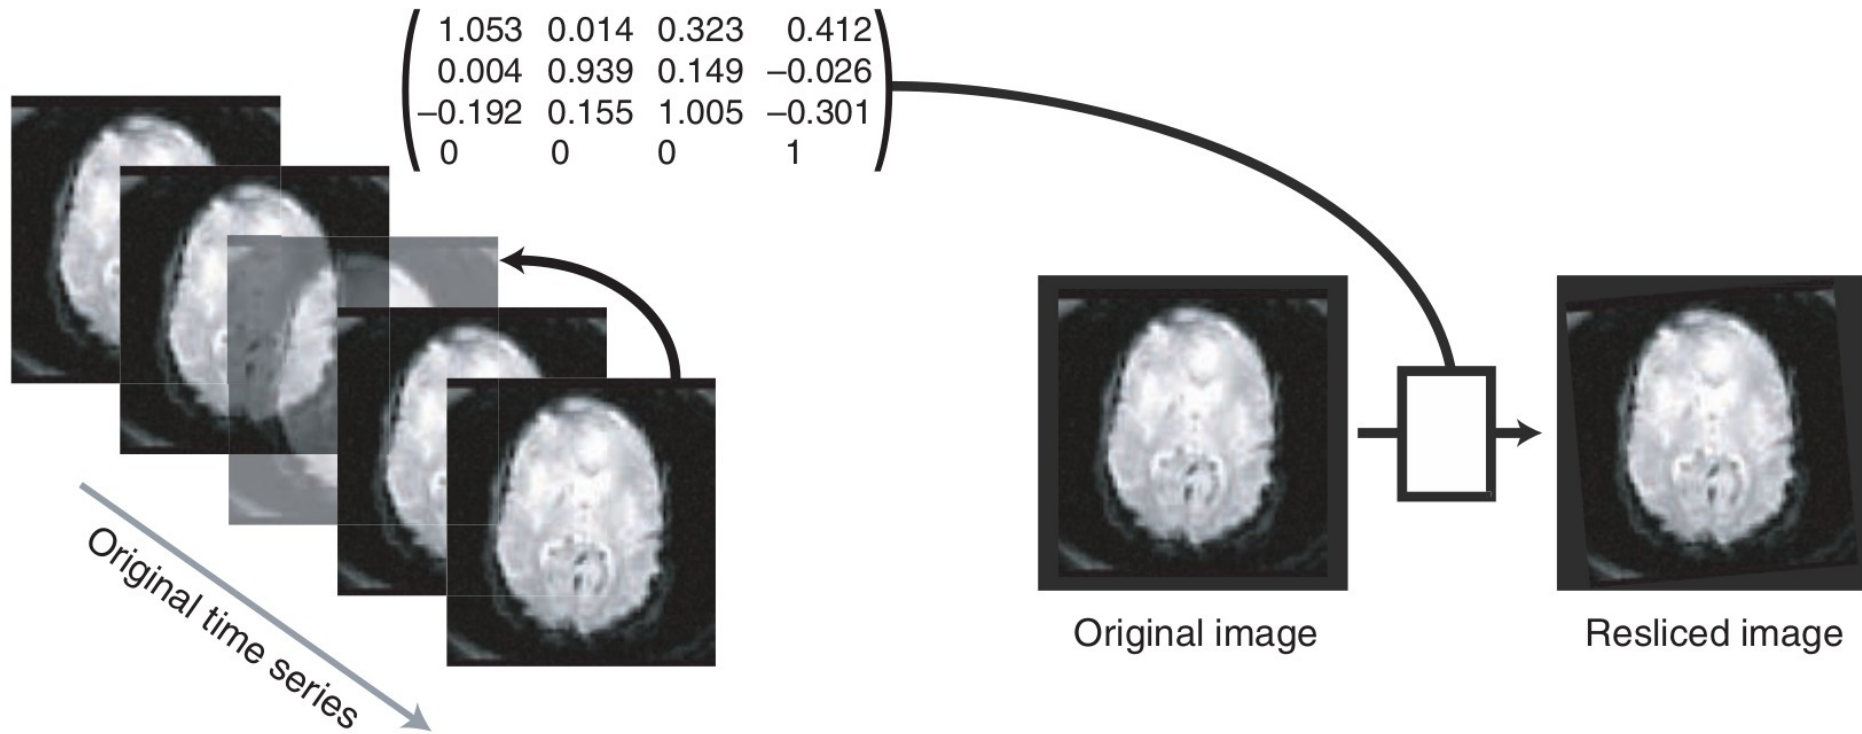 1.053 0.014 0.323 0.412
0.004 0.939 0.149 –0.026
–0.192 0.155 1.005 –0.301
0 0 0 1
Original time series
Original image
Resliced image